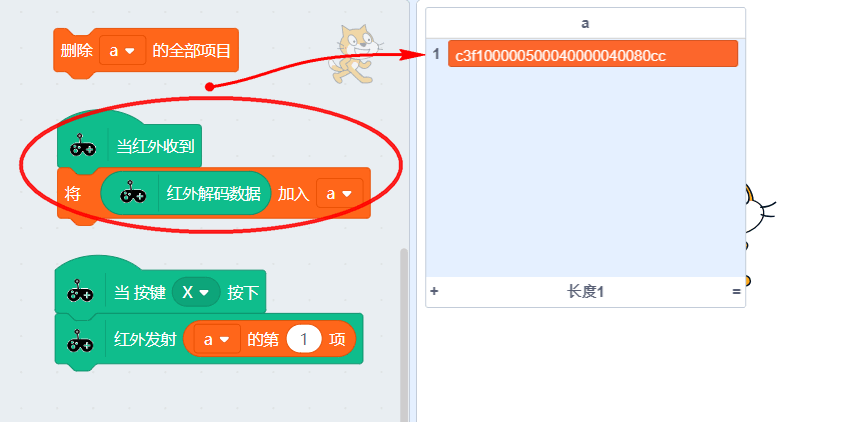 删除 a 的全部项目
当红外收到
将 红外解码数据 加入 a
当 按键 X 按下
红外发射 a 的第 1 项
a
1 c3f100000500040000040080cc
+ 长度1 =